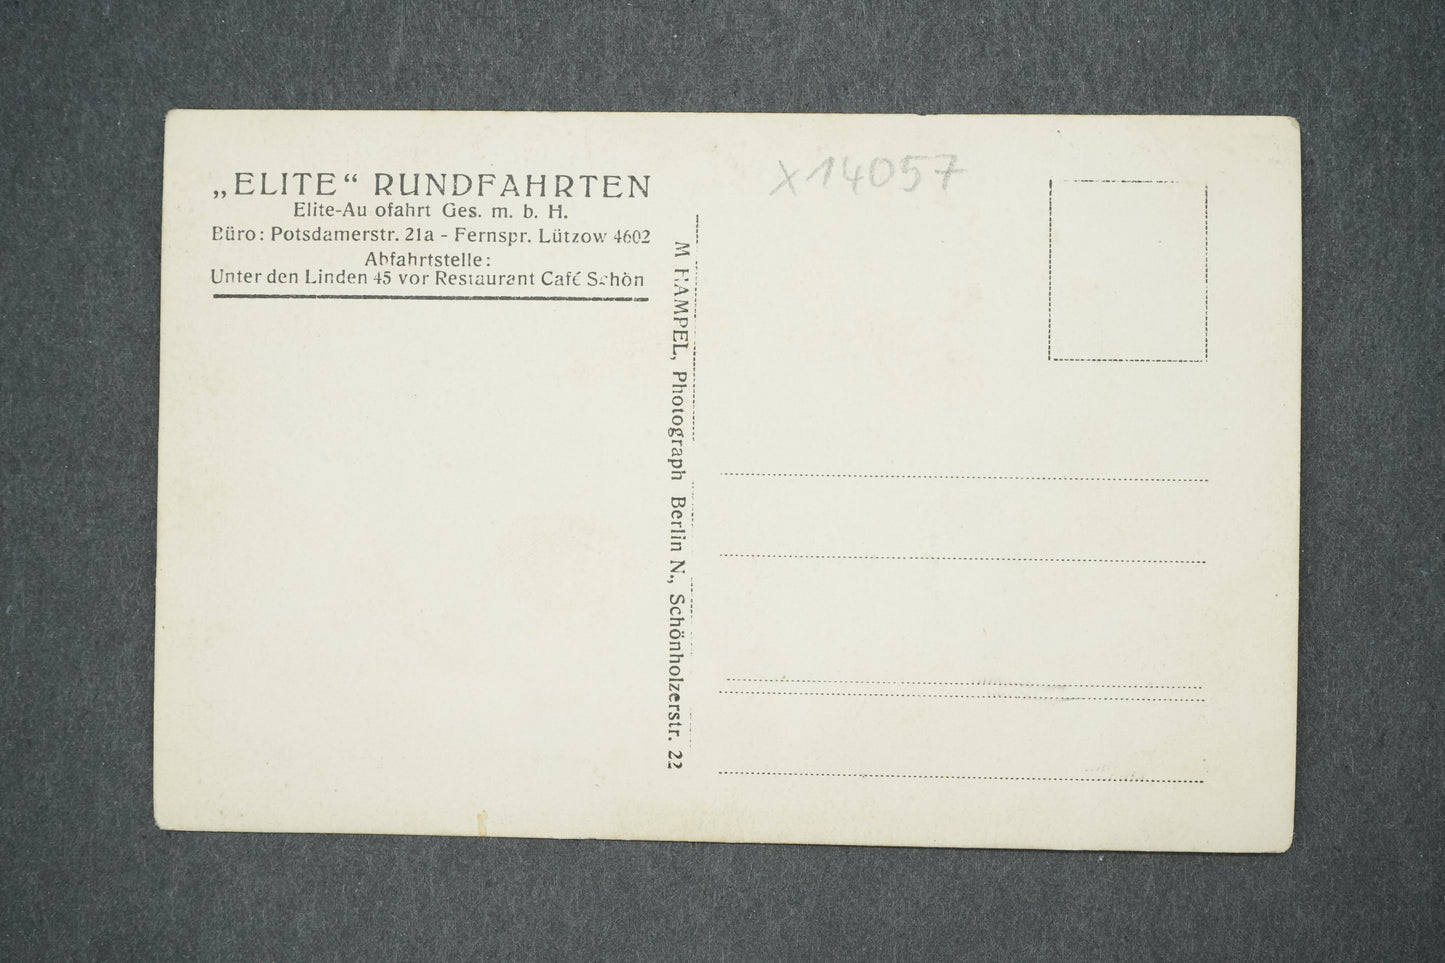 „ELITE“ RUNDFAHRTEN
Elite-Au ofahrt Ges. m. b. H.
Büro: Potsdamerstr. 21a - Fernspr. Lützow 4602
Abfahrtstelle:
Unter den Linden 45 vor Restaurant Café Schön
M HAMPEL, Photograph Berlin N., Schönholzerstr. 22
X14057